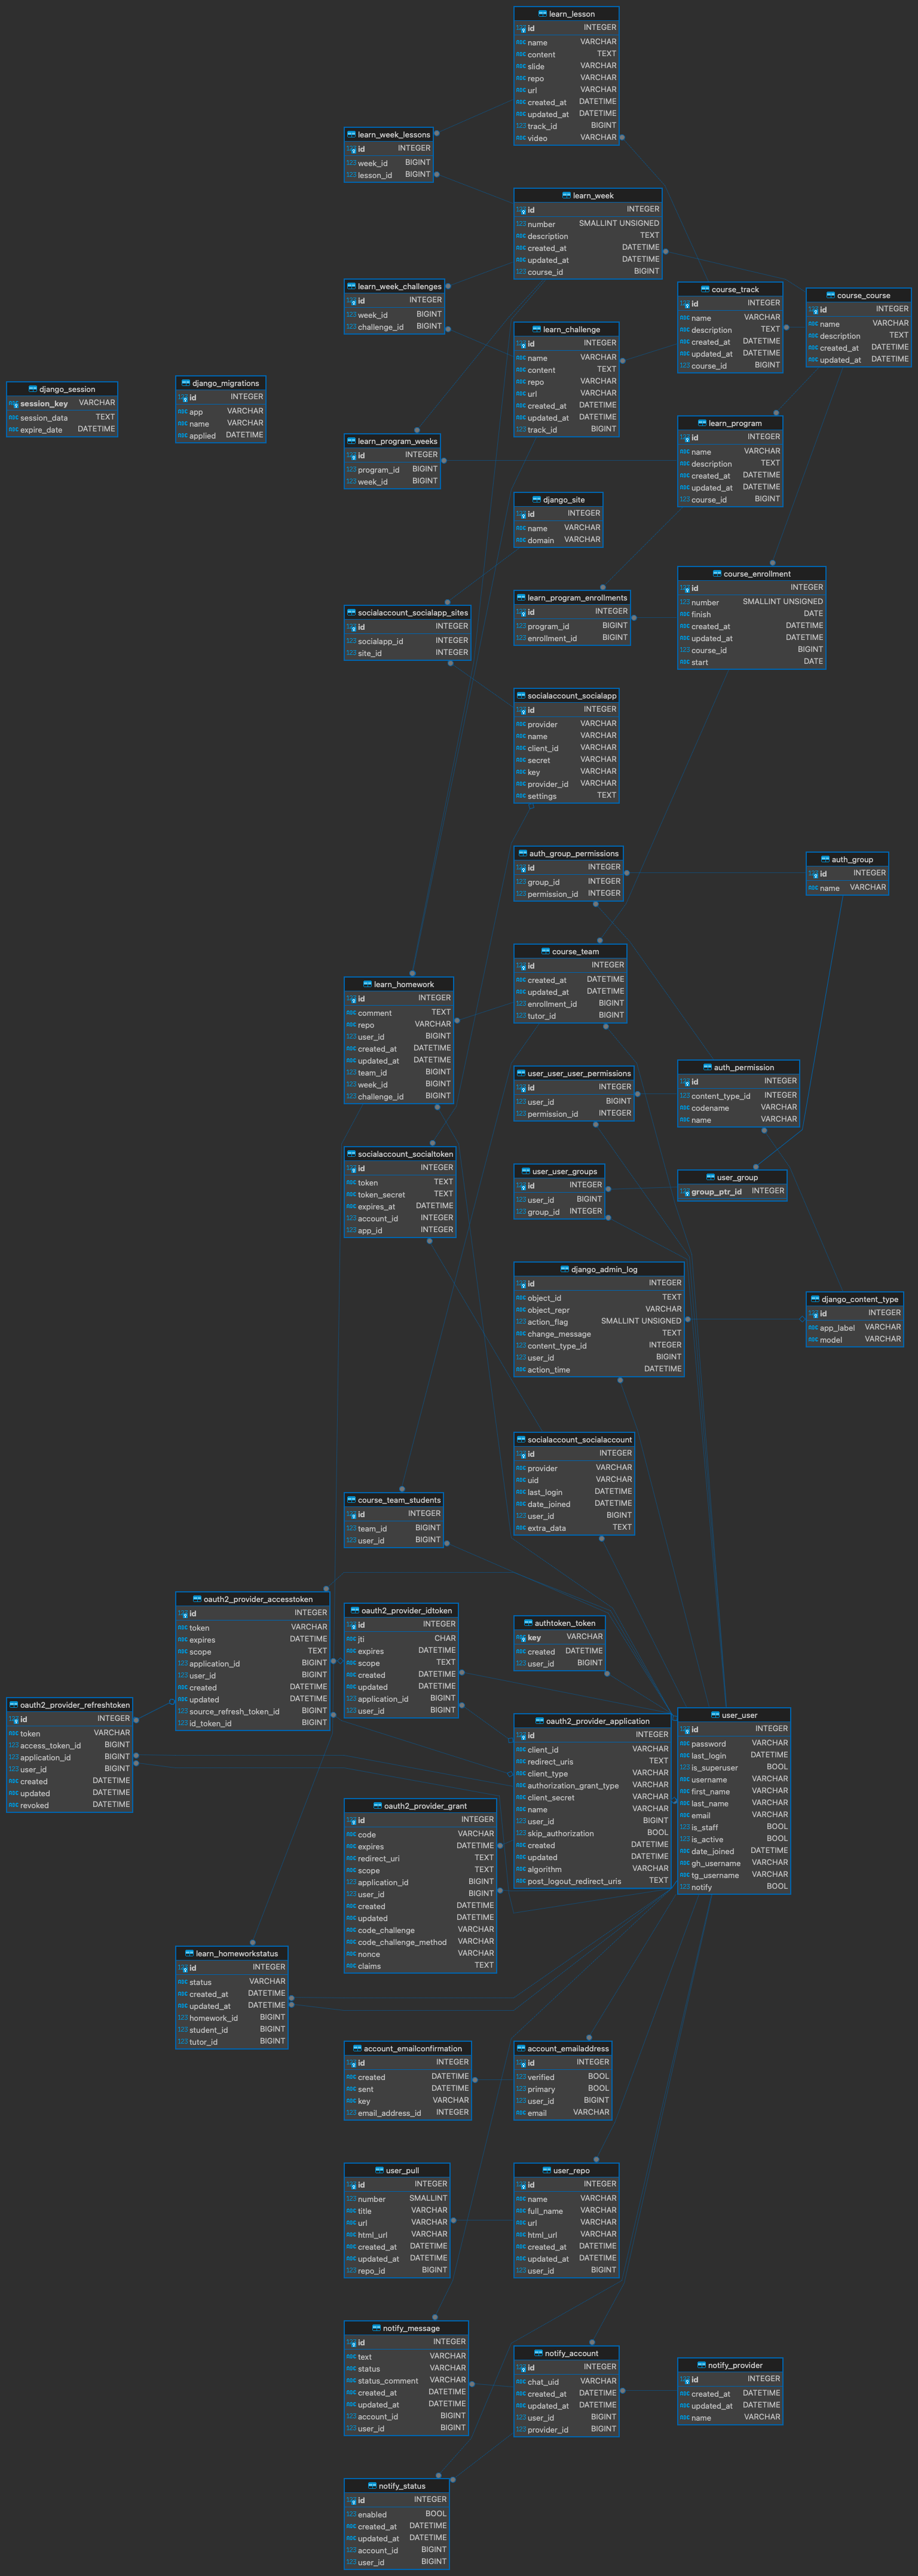 learn_lesson
id INTEGER
name VARCHAR
content TEXT
slide VARCHAR
repo VARCHAR
url VARCHAR
created_at DATETIME
updated_at DATETIME
track_id BIGINT
video VARCHAR
learn_week_lessons
id INTEGER
week_id BIGINT
lesson_id BIGINT
learn_week
id INTEGER
number SMALLINT UNSIGNED
description TEXT
created_at DATETIME
updated_at DATETIME
course_id BIGINT
learn_week_challenges
id INTEGER
week_id BIGINT
challenge_id BIGINT
course_track
id INTEGER
name VARCHAR
description TEXT
created_at DATETIME
updated_at DATETIME
course_id BIGINT
course_course
id INTEGER
name VARCHAR
description TEXT
created_at DATETIME
updated_at DATETIME
learn_challenge
id INTEGER
name VARCHAR
content TEXT
repo VARCHAR
url VARCHAR
created_at DATETIME
updated_at DATETIME
track_id BIGINT
django_session
session_key VARCHAR
session_data TEXT
expire_date DATETIME
django_migrations
id INTEGER
app VARCHAR
name VARCHAR
applied DATETIME
learn_program_weeks
id INTEGER
program_id BIGINT
week_id BIGINT
learn_program
id INTEGER
name VARCHAR
description TEXT
created_at DATETIME
updated_at DATETIME
course_id BIGINT
django_site
id INTEGER
name VARCHAR
domain VARCHAR
course_enrollment
id INTEGER
number SMALLINT UNSIGNED
finish DATE
created_at DATETIME
updated_at DATETIME
course_id BIGINT
start DATE
learn_program_enrollments
id INTEGER
program_id BIGINT
enrollment_id BIGINT
socialaccount_socialapp_sites
id INTEGER
socialapp_id INTEGER
site_id INTEGER
socialaccount_socialapp
id INTEGER
provider VARCHAR
name VARCHAR
client_id VARCHAR
secret VARCHAR
key VARCHAR
provider_id VARCHAR
settings TEXT
auth_group_permissions
id INTEGER
group_id INTEGER
permission_id INTEGER
auth_group
id INTEGER
name VARCHAR
course_team
id INTEGER
created_at DATETIME
updated_at DATETIME
enrollment_id BIGINT
tutor_id BIGINT
learn_homework
id INTEGER
comment TEXT
repo VARCHAR
user_id BIGINT
created_at DATETIME
updated_at DATETIME
team_id BIGINT
week_id BIGINT
challenge_id BIGINT
user_user_user_permissions
id INTEGER
user_id BIGINT
permission_id INTEGER
auth_permission
id INTEGER
content_type_id INTEGER
codename VARCHAR
name VARCHAR
socialaccount_socialtoken
id INTEGER
token TEXT
token_secret TEXT
expires_at DATETIME
account_id INTEGER
app_id INTEGER
user_user_groups
id INTEGER
user_id BIGINT
group_id INTEGER
user_group
group_ptr_id INTEGER
django_admin_log
id INTEGER
object_id TEXT
object_repr VARCHAR
action_flag SMALLINT UNSIGNED
change_message TEXT
content_type_id INTEGER
user_id BIGINT
action_time DATETIME
django_content_type
id INTEGER
app_label VARCHAR
model VARCHAR
socialaccount_socialaccount
id INTEGER
provider VARCHAR
uid VARCHAR
last_login DATETIME
date_joined DATETIME
user_id BIGINT
extra_data TEXT
course_team_students
id INTEGER
team_id BIGINT
user_id BIGINT
oauth2_provider_accesstoken
id INTEGER
token VARCHAR
expires DATETIME
scope TEXT
application_id BIGINT
user_id BIGINT
created DATETIME
updated DATETIME
source_refresh_token_id BIGINT
id_token_id BIGINT
oauth2_provider_idtoken
id INTEGER
jti CHAR
expires DATETIME
scope TEXT
created DATETIME
updated DATETIME
application_id BIGINT
user_id BIGINT
authtoken_token
key VARCHAR
created DATETIME
user_id BIGINT
oauth2_provider_refreshtoken
id INTEGER
token VARCHAR
access_token_id BIGINT
application_id BIGINT
user_id BIGINT
created DATETIME
updated DATETIME
revoked DATETIME
oauth2_provider_application
id INTEGER
client_id VARCHAR
redirect_uris TEXT
client_type VARCHAR
authorization_grant_type VARCHAR
client_secret VARCHAR
name VARCHAR
user_id BIGINT
skip_authorization BOOL
created DATETIME
updated DATETIME
algorithm VARCHAR
post_logout_redirect_uris TEXT
user_user
id INTEGER
password VARCHAR
last_login DATETIME
is_superuser BOOL
username VARCHAR
first_name VARCHAR
last_name VARCHAR
email VARCHAR
is_staff BOOL
is_active BOOL
date_joined DATETIME
gh_username VARCHAR
tg_username VARCHAR
notify BOOL
oauth2_provider_grant
id INTEGER
code VARCHAR
expires DATETIME
redirect_uri TEXT
scope TEXT
application_id BIGINT
user_id BIGINT
created DATETIME
updated DATETIME
code_challenge VARCHAR
code_challenge_method VARCHAR
nonce VARCHAR
claims TEXT
learn_homeworkstatus
id INTEGER
status VARCHAR
created_at DATETIME
updated_at DATETIME
homework_id BIGINT
student_id BIGINT
tutor_id BIGINT
account_emailconfirmation
id INTEGER
created DATETIME
sent DATETIME
key VARCHAR
email_address_id INTEGER
account_emailaddress
id INTEGER
verified BOOL
primary BOOL
user_id BIGINT
email VARCHAR
user_pull
id INTEGER
number SMALLINT
title VARCHAR
url VARCHAR
html_url VARCHAR
created_at DATETIME
updated_at DATETIME
repo_id BIGINT
user_repo
id INTEGER
name VARCHAR
full_name VARCHAR
url VARCHAR
html_url VARCHAR
created_at DATETIME
updated_at DATETIME
user_id BIGINT
notify_message
id INTEGER
text VARCHAR
status VARCHAR
status_comment VARCHAR
created_at DATETIME
updated_at DATETIME
account_id BIGINT
user_id BIGINT
notify_account
id INTEGER
chat_uid VARCHAR
created_at DATETIME
updated_at DATETIME
user_id BIGINT
provider_id BIGINT
notify_provider
id INTEGER
created_at DATETIME
updated_at DATETIME
name VARCHAR
notify_status
id INTEGER
enabled BOOL
created_at DATETIME
updated_at DATETIME
account_id BIGINT
user_id BIGINT